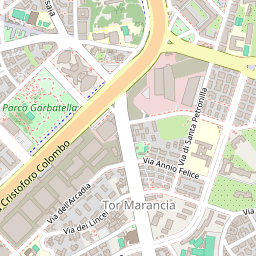 saia
Parco Garbatella
Cristoforo Colombo
Via di Santa Petronilla
Via Annio Felice
Via dell'Arcadia
Tor Marancia
Via dei Lincei